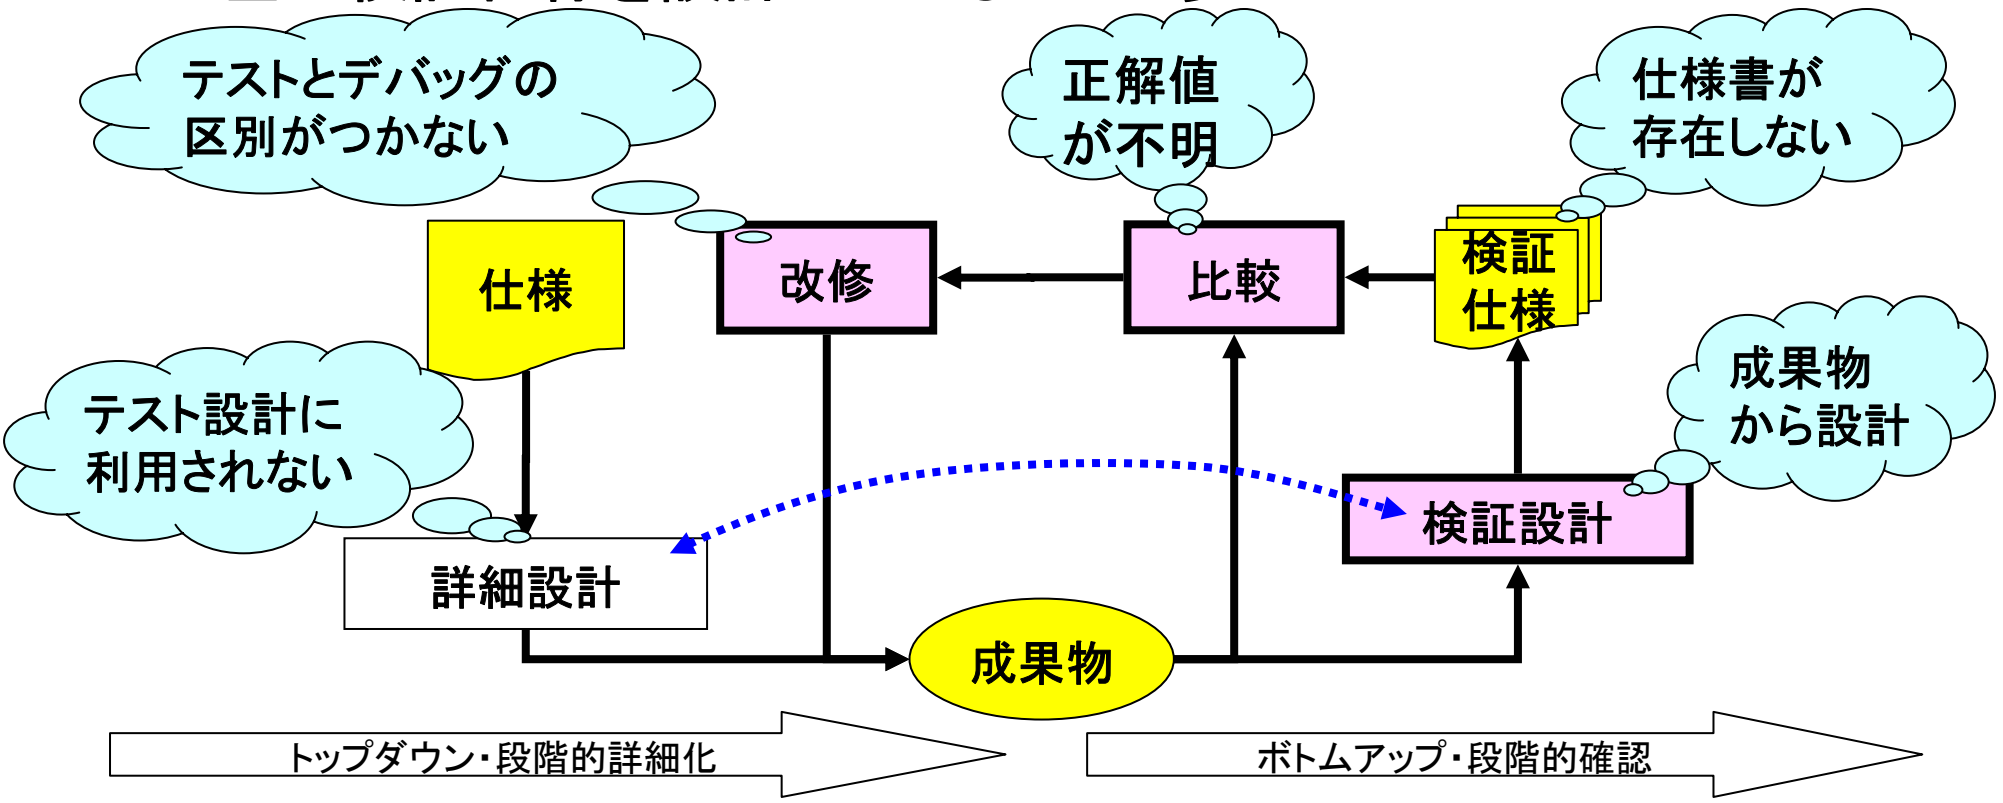 テストとデバッグの
区別がつかない
正解値
が不明
仕様書が
存在しない
仕様
改修
比較
検証
仕様
テスト設計に
利用されない
成果物
から設計
検証設計
詳細設計
成果物
トップダウン・段階的詳細化
ボトムアップ・段階的確認